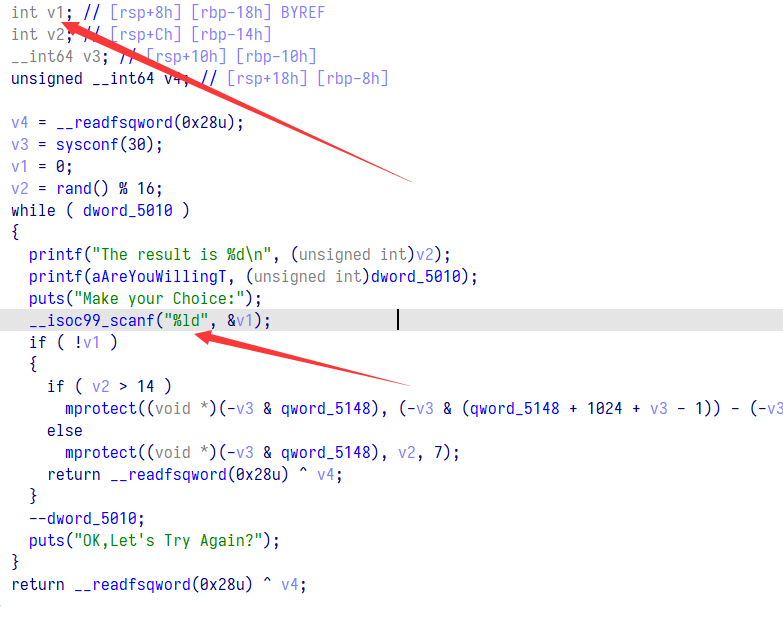 int v1; // [rsp+8h] [rbp-18h] BYREF
int v2; // [rsp+Ch] [rbp-14h]
__int64 v3; // [rsp+10h] [rbp-10h]
unsigned __int64 v4; // [rsp+18h] [rbp-8h]
v4 = __readfsqword(0x28u);
v3 = sysconf(30);
v1 = 0;
v2 = rand() % 16;
while ( dword_5010 )
{
printf("The result is %d\n", (unsigned int)v2);
printf(aAreYouWillingT, (unsigned int)dword_5010);
puts("Make your Choice:");
__isoc99_scanf("%ld", &v1);
if ( !v1 )
{
if ( v2 > 14 )
mprotect((void *)(-v3 & qword_5148), (-v3 & (qword_5148 + 1024 + v3 - 1)) - (-v3
else
mprotect((void *)(-v3 & qword_5148), v2, 7);
return __readfsqword(0x28u) ^ v4;
}
--dword_5010;
puts("OK,Let's Try Again?");
}
return __readfsqword(0x28u) ^ v4;